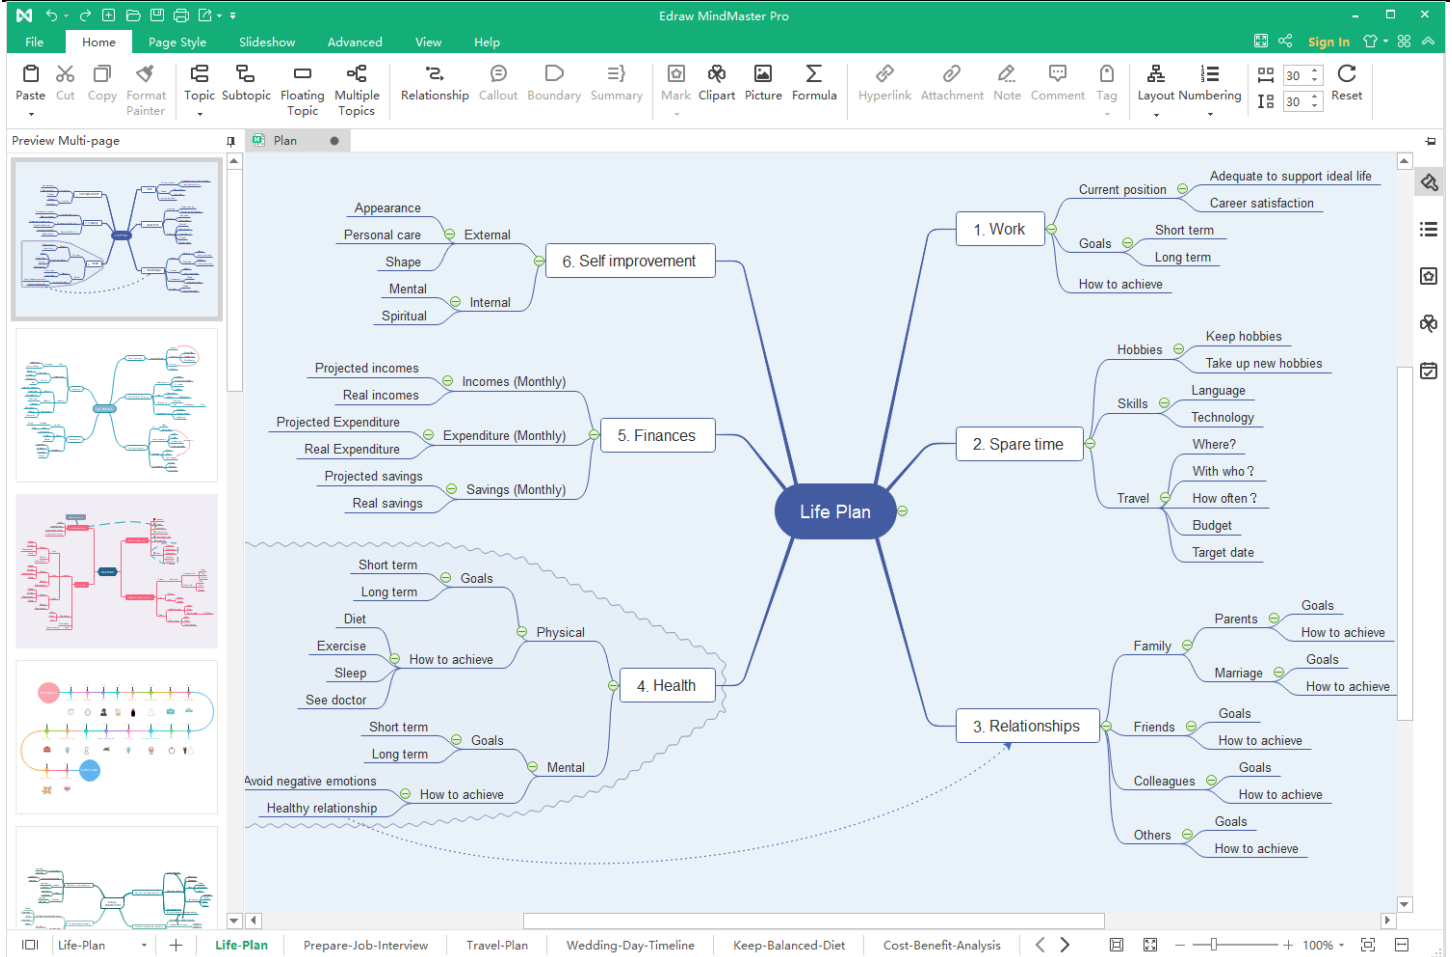 Edraw MindMaster Pro
File Home Page Style Slideshow Advanced View Help Sign In
Paste Cut Copy Format Painter Topic Subtopic Floating Topic Multiple Topics Relationship Callout Boundary Summary Mark Clipart Picture Formula Hyperlink Attachment Note Comment Tag Layout Numbering 30 30 Reset
Preview Multi-page
Plan
Life Plan
1. Work
Current position
Adequate to support ideal life
Career satisfaction
Goals
Short term
Long term
How to achieve
2. Spare time
Hobbies
Keep hobbies
Take up new hobbies
Skills
Language
Technology
Travel
Where?
With who?
How often?
Budget
Target date
3. Relationships
Family
Parents
Goals
How to achieve
Marriage
Goals
How to achieve
Friends
Goals
How to achieve
Colleagues
Goals
How to achieve
Others
Goals
How to achieve
4. Health
Physical
Goals
Short term
Long term
How to achieve
Diet
Exercise
Sleep
See doctor
Mental
Goals
Short term
Long term
How to achieve
Avoid negative emotions
Healthy relationship
5. Finances
Incomes (Monthly)
Projected incomes
Real incomes
Expenditure (Monthly)
Projected Expenditure
Real Expenditure
Savings (Monthly)
Projected savings
Real savings
6. Self improvement
External
Appearance
Personal care
Shape
Internal
Mental
Spiritual
Life-Plan Life-Plan Prepare-Job-Interview Travel-Plan Wedding-Day-Timeline Keep-Balanced-Diet Cost-Benefit-Analysis 100%